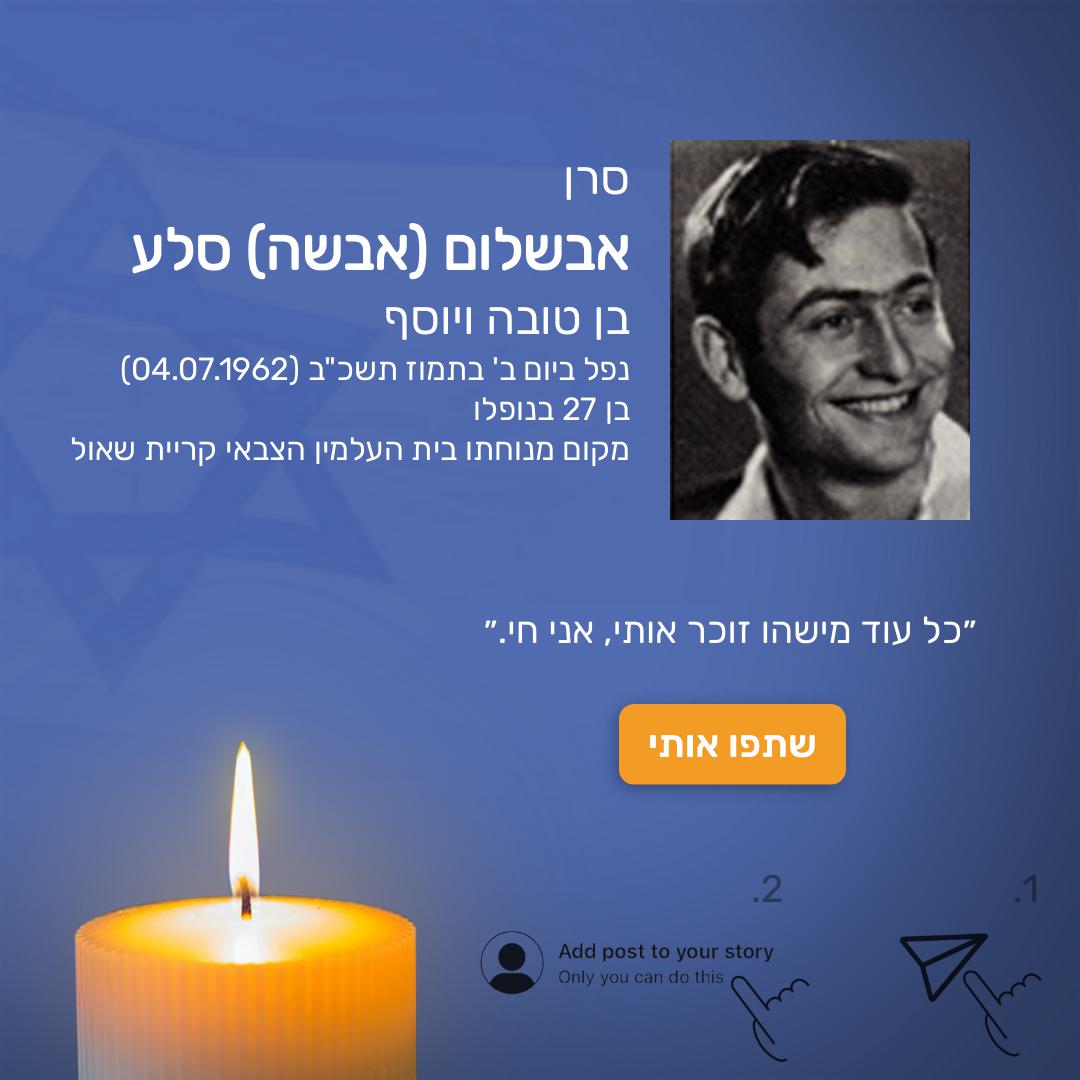 סרן
אבשלום (אבשה) סלע
בן טובה ויוסף
נפל ביום ב' בתמוז תשכ"ב (04.07.1962)
בן 27 בנופלו
מקום מנוחתו בית העלמין הצבאי קריית שאול
״כל עוד מישהו זוכר אותי, אני חי.״
שתפו אותי
.1
.2
Add post to your story
Only you can do this